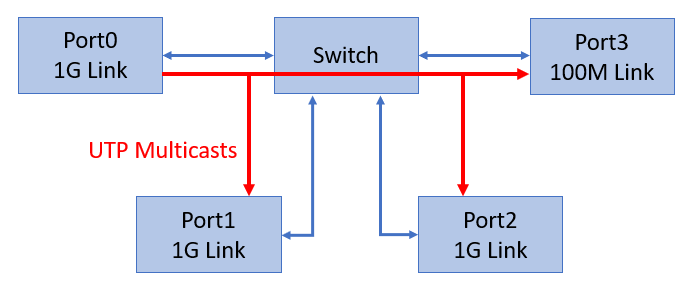 Port0
1G Link
Switch
Port3
100M Link
UTP Multicasts
Port1
1G Link
Port2
1G Link